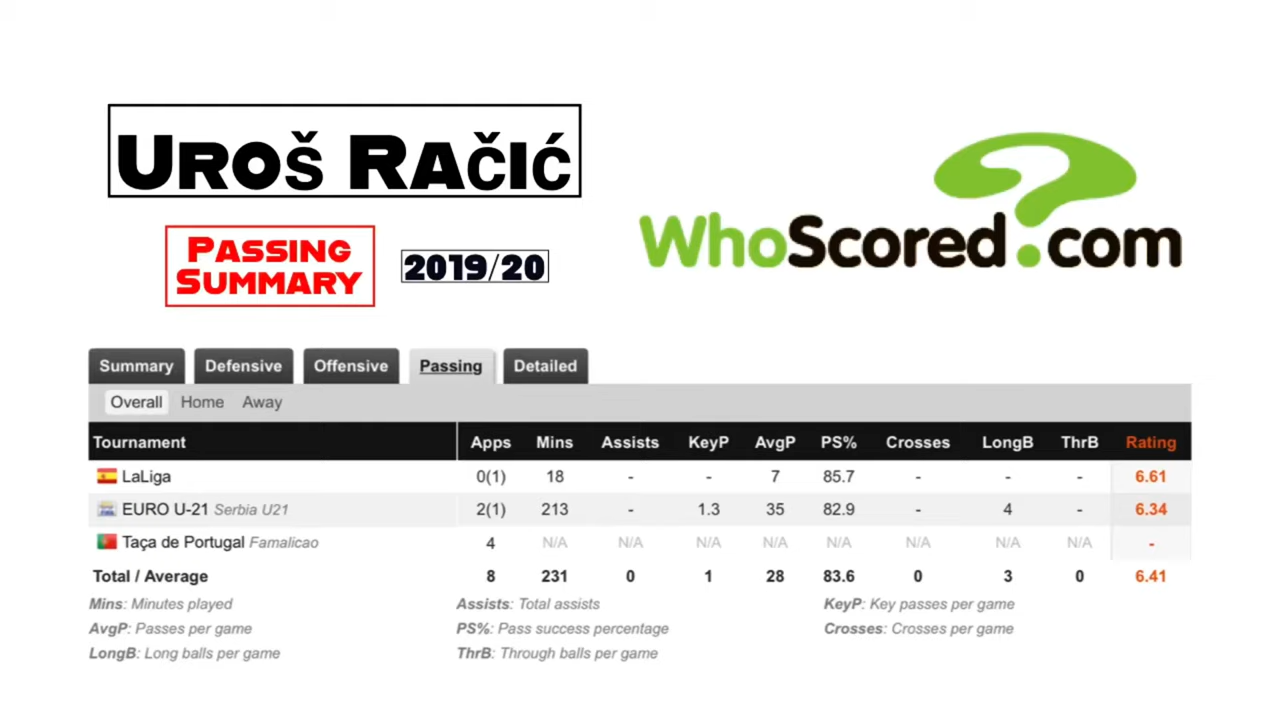 UROŠ RAČIĆ
PASSING
SUMMARY
2019/20
WhoScored?.com
Summary Defensive Offensive Passing Detailed
Overall Home Away
Tournament Apps Mins Assists KeyP AvgP PS% Crosses LongB ThrB Rating
LaLiga 0(1) 18 - - 7 85.7 - - - 6.61
EURO U-21 Serbia U21 2(1) 213 - 1.3 35 82.9 - 4 - 6.34
Taça de Portugal Famalicao 4 N/A N/A N/A N/A N/A N/A N/A N/A -
Total / Average 8 231 0 1 28 83.6 0 3 0 6.41
Mins: Minutes played Assists: Total assists KeyP: Key passes per game
AvgP: Passes per game PS%: Pass success percentage Crosses: Crosses per game
LongB: Long balls per game ThrB: Through balls per game